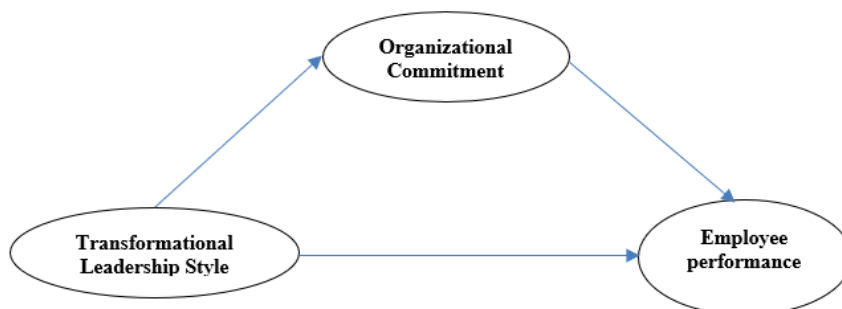 Organizational
Commitment
Transformational
Leadership Style
Employee
performance